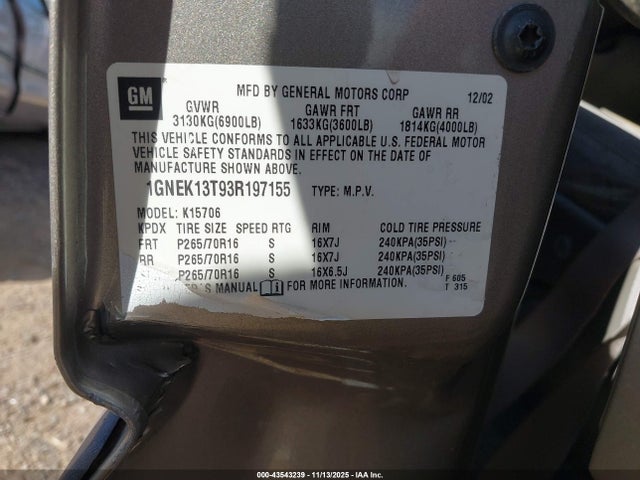 GM
MFD BY GENERAL MOTORS CORP 12/02
GVWR GAWR FRT GAWR RR
3130KG(6900LB) 1633KG(3600LB) 1814KG(4000LB)
THIS VEHICLE CONFORMS TO ALL APPLICABLE U.S. FEDERAL MOTOR
VEHICLE SAFETY STANDARDS IN EFFECT ON THE DATE OF
MANUFACTURE SHOWN ABOVE.
1GNEK13T93R197155 TYPE: M.P.V.
MODEL: K15706
KPDX TIRE SIZE SPEED RTG RIM COLD TIRE PRESSURE
FRT P265/70R16 S 16X7J 240KPA(35PSI)
RR P265/70R16 S 16X7J 240KPA(35PSI)
P265/70R16 S 16X6.5J 240KPA(35PSI)
MANUAL FOR MORE INFORMATION.
F 605
T 315
000-43543239 - 11/13/2025 - IAAI, Inc.